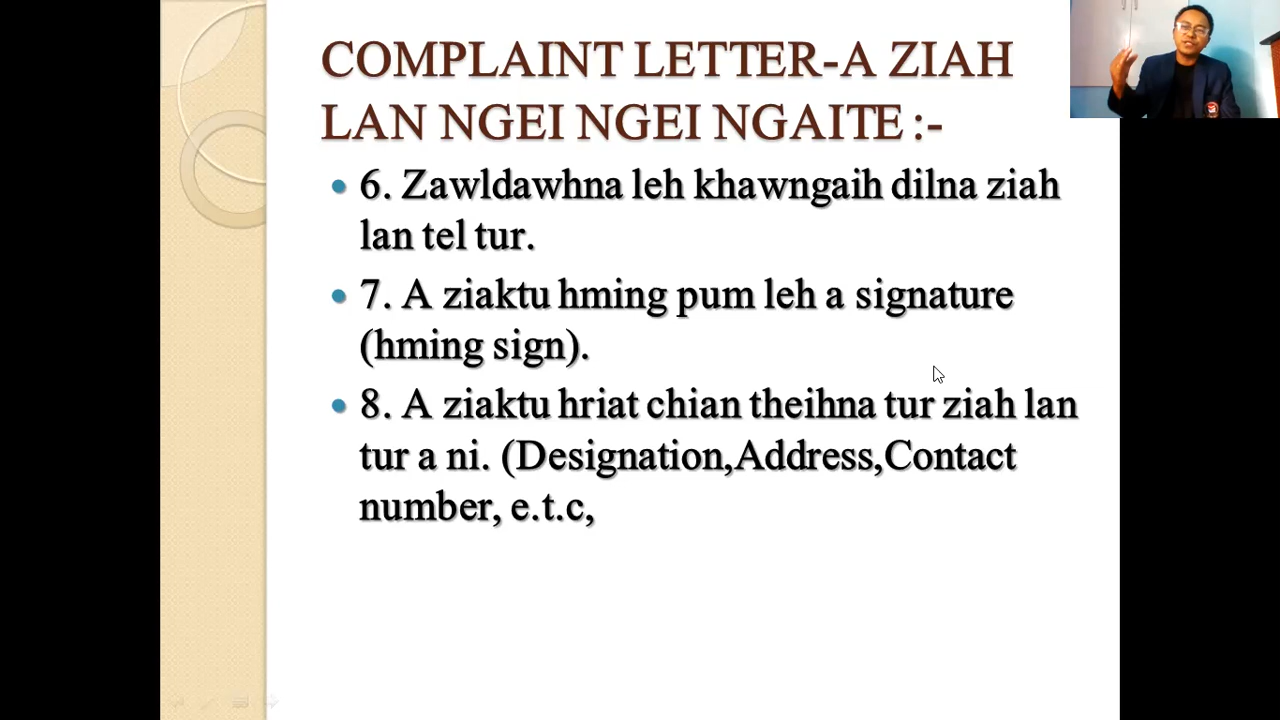 COMPLAINT LETTER-A ZIAH
LAN NGEI NGEI NGAITE :-
• 6. Zawldawhna leh khawngaih dilna ziah
lan tel tur.
• 7. A ziaktu hming pum leh a signature
(hming sign).
• 8. A ziaktu hriat chian theihna tur ziah lan
tur a ni. (Designation,Address,Contact
number, e.t.c,